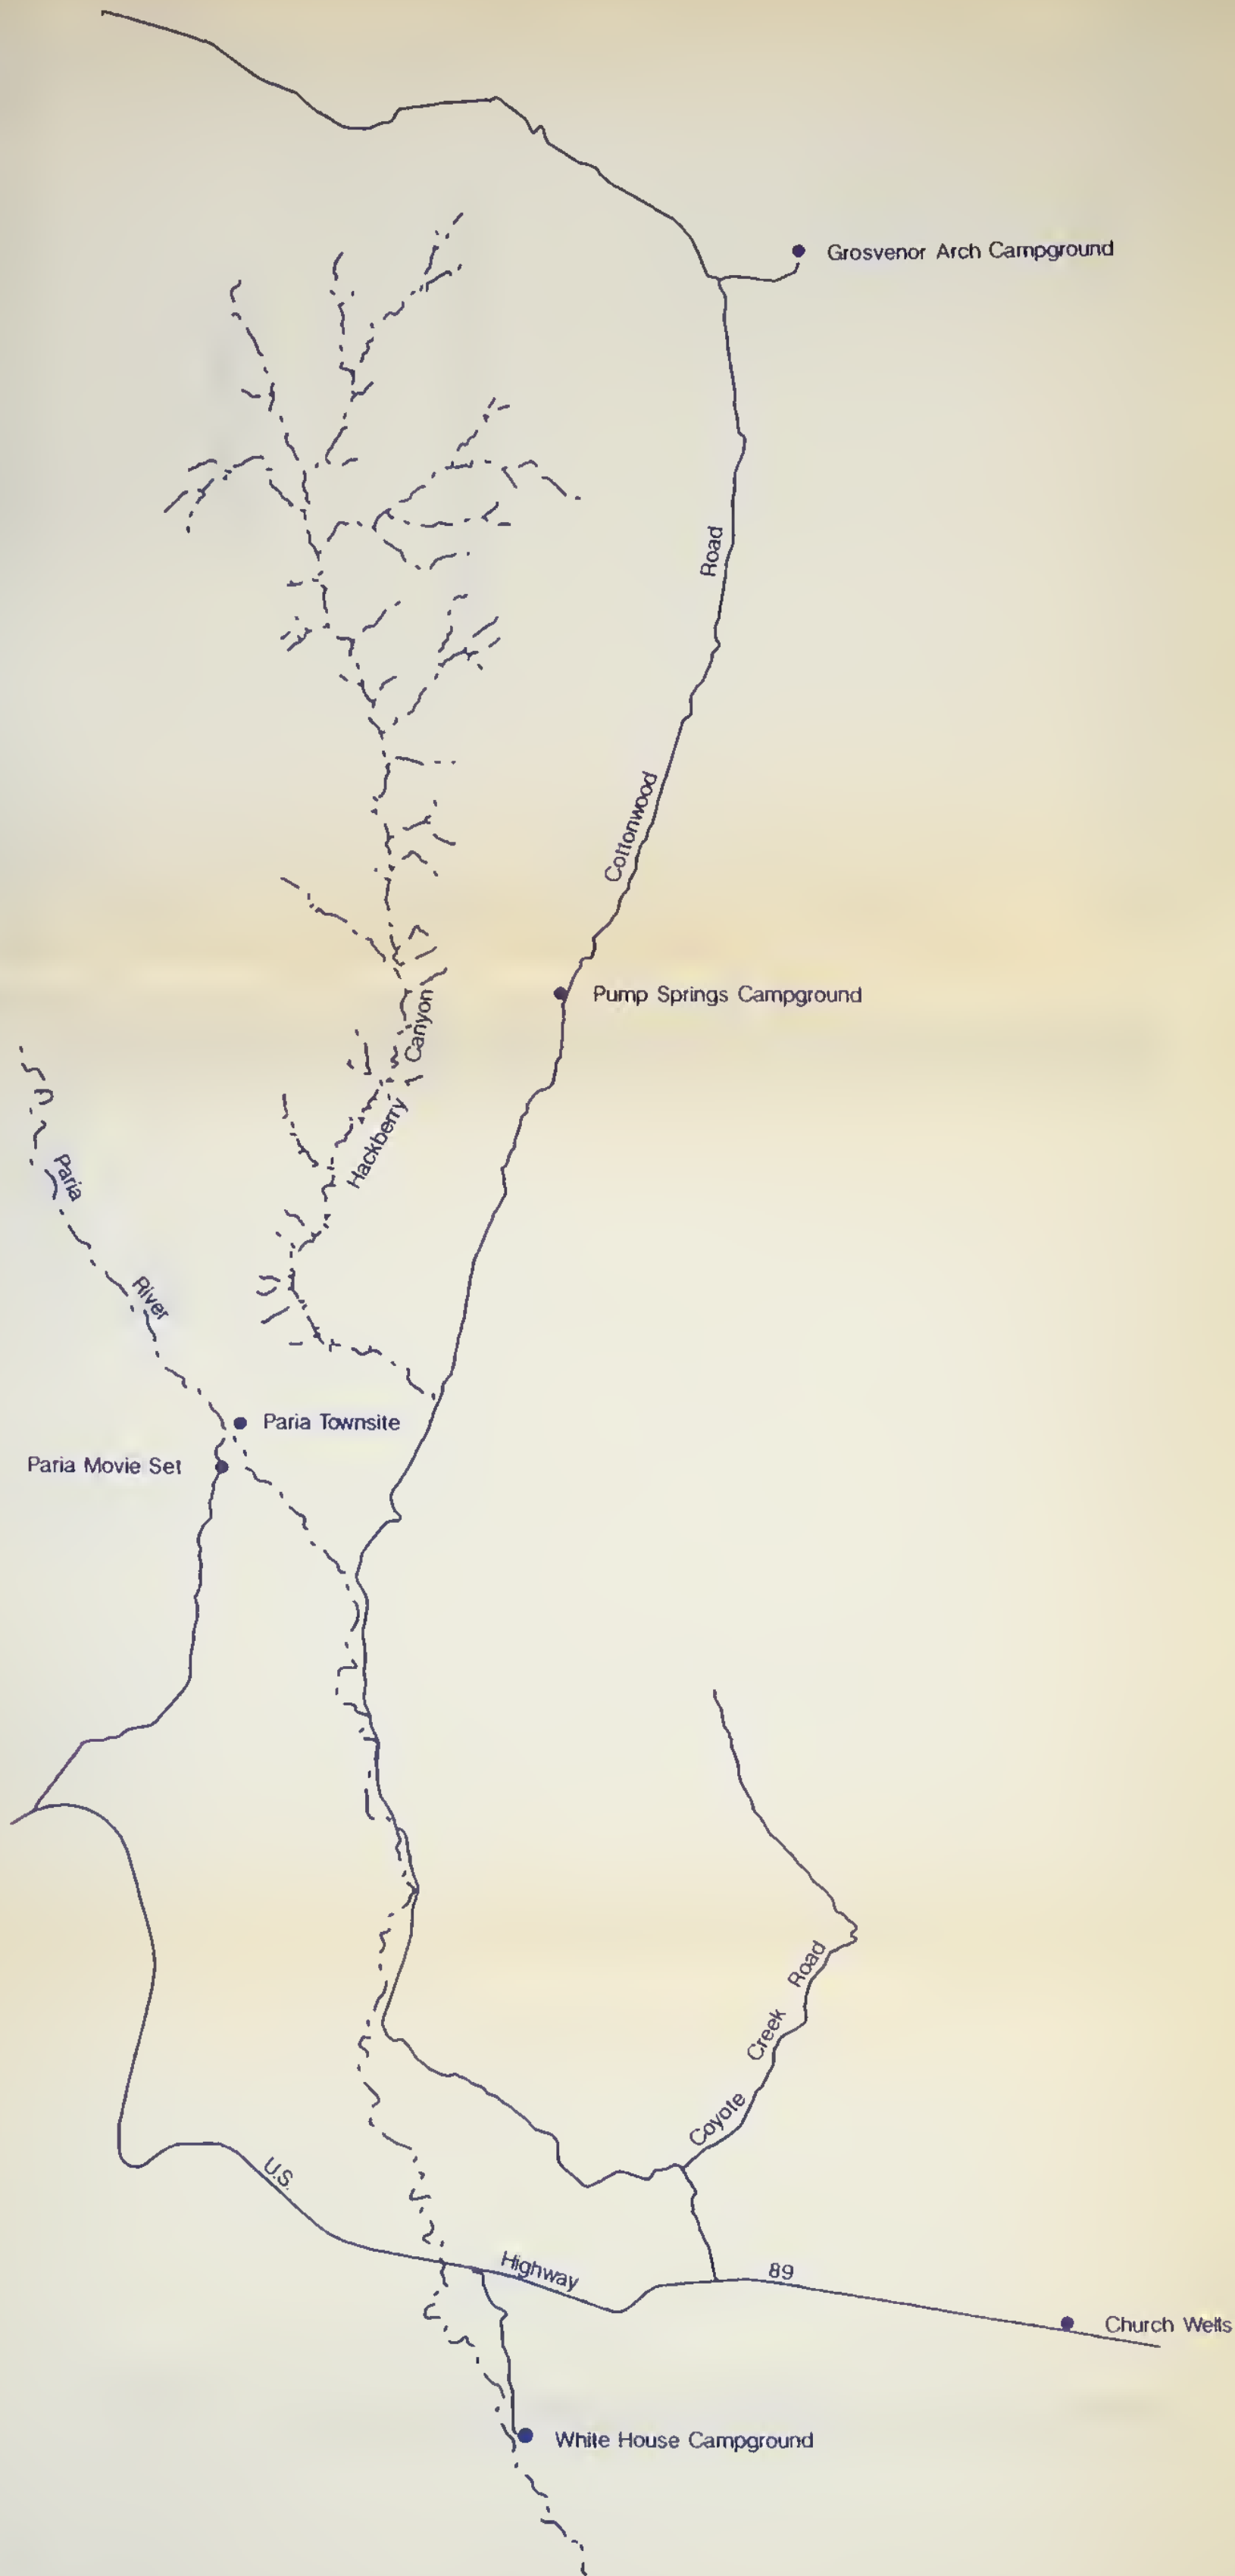 Grosvenor Arch Campground
Cottonwood Road
Pump Springs Campground
Hackberry Canyon
Paria River
Paria Townsite
Paria Movie Set
Coyote Creek Road
U.S. Highway 89
Church Wells
White House Campground